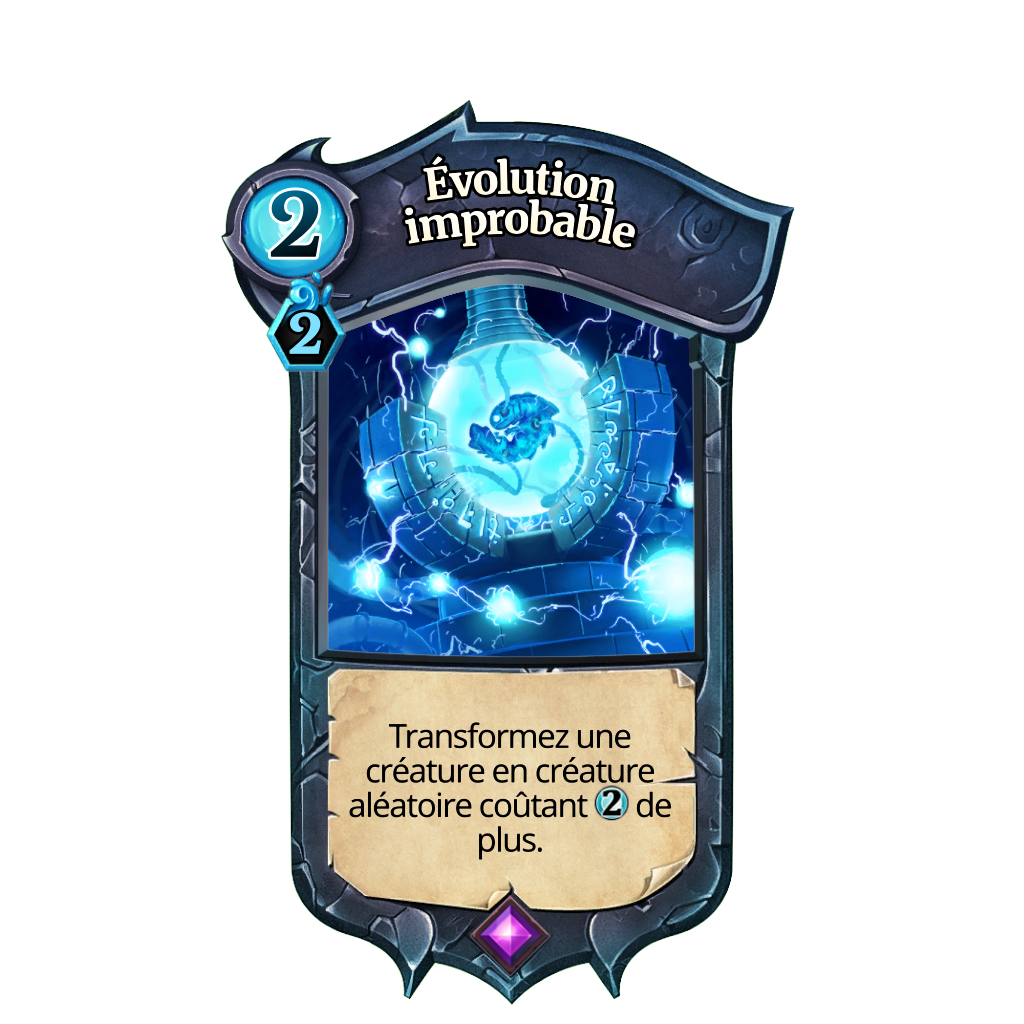 Évolution
improbable
2
2
Transformez une
créature en créature
aléatoire coûtant 2 de
plus.